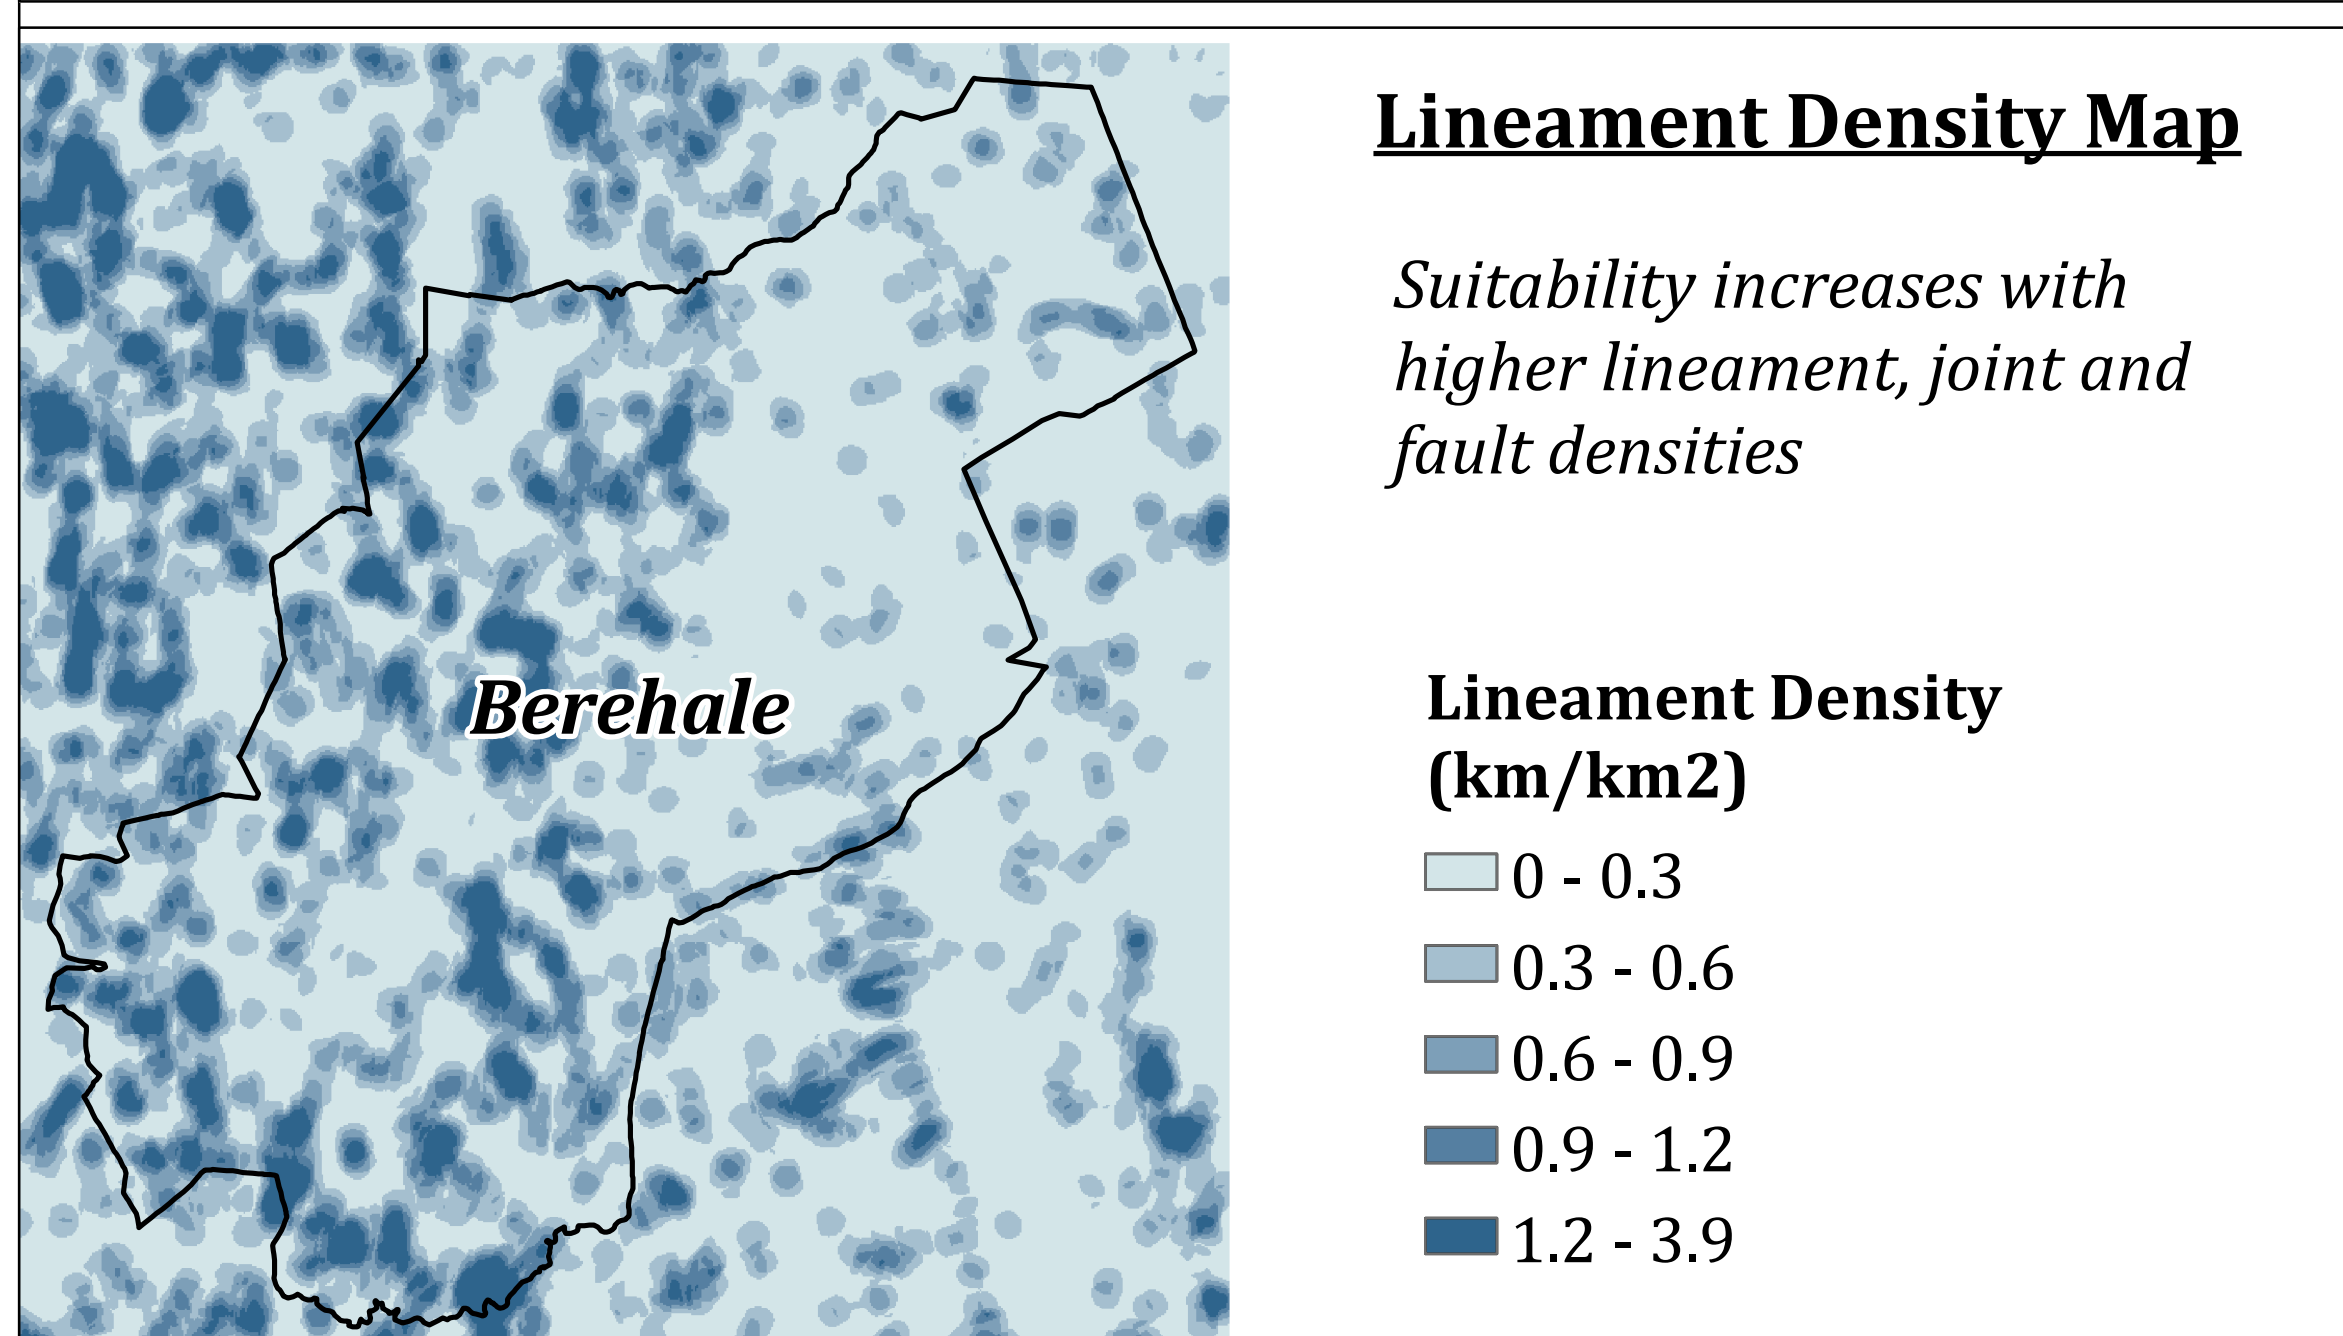 Lineament Density Map
Suitability increases with
higher lineament, joint and
fault densities
Berehale
Lineament Density
(km/km2)
0 - 0.3
0.3 - 0.6
0.6 - 0.9
0.9 - 1.2
1.2 - 3.9